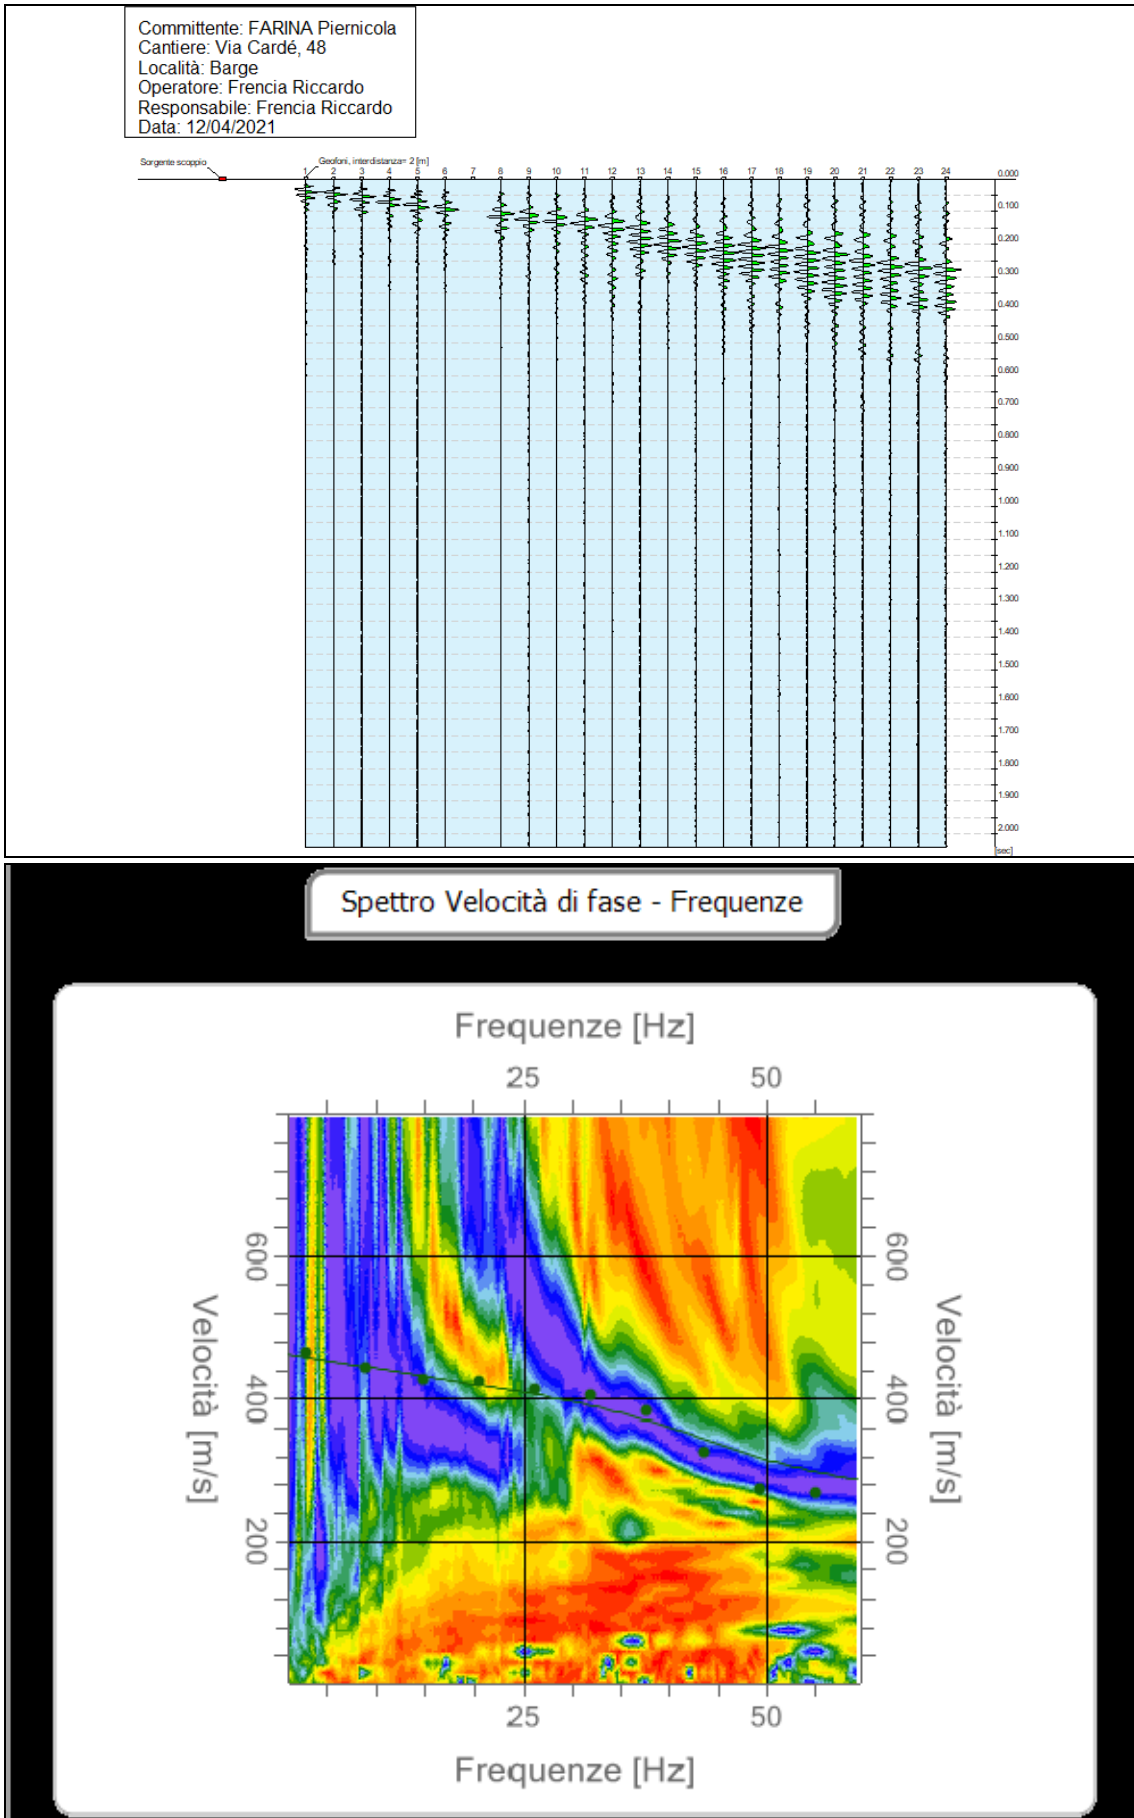 Committente: FARINA Piernicola
Cantiere: Via Cardé, 48
Località: Barge
Operatore: Frencia Riccardo
Responsabile: Frencia Riccardo
Data: 12/04/2021
Sorgente scoppio
Geofoni, interdistanza= 2 [m]
1 2 3 4 5 6 7 8 9 10 11 12 13 14 15 16 17 18 19 20 21 22 23 24
0.000
0.100
0.200
0.300
0.400
0.500
0.600
0.700
0.800
0.900
1.000
1.100
1.200
1.300
1.400
1.500
1.600
1.700
1.800
1.900
2.000
[sec]
Spettro Velocità di fase - Frequenze
Frequenze [Hz]
25 50
600 600
Velocità [m/s] Velocità [m/s]
400 400
200 200
25 50
Frequenze [Hz]